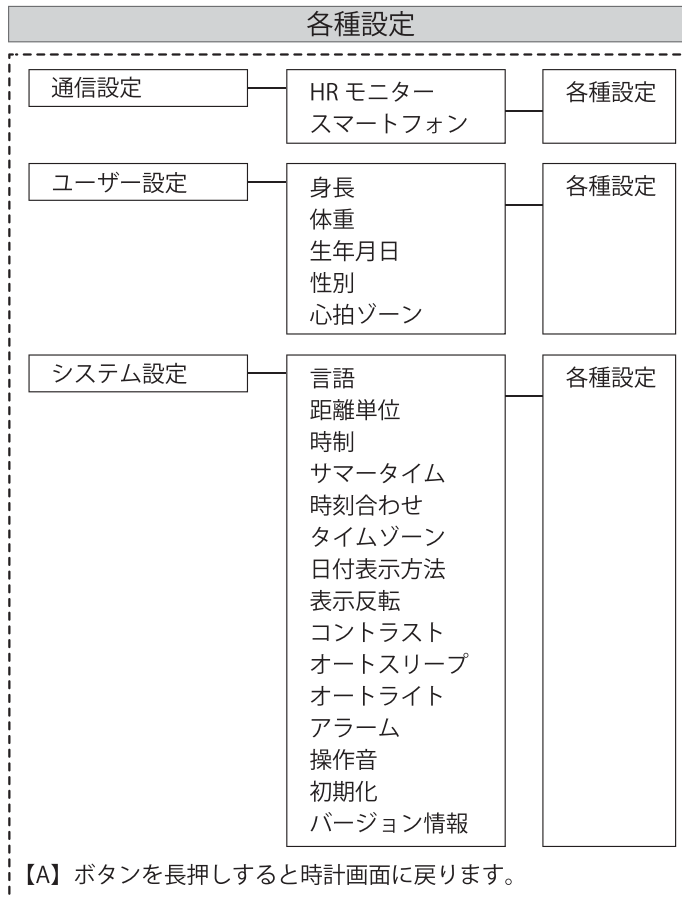 各種設定
通信設定
HR モニター
スマートフォン
各種設定
ユーザー設定
身長
体重
生年月日
性別
心拍ゾーン
各種設定
システム設定
言語
距離単位
時制
サマータイム
時刻合わせ
タイムゾーン
日付表示方法
表示反転
コントラスト
オートスリープ
オートライト
アラーム
操作音
初期化
バージョン情報
各種設定
【A】ボタンを長押しすると時計画面に戻ります。